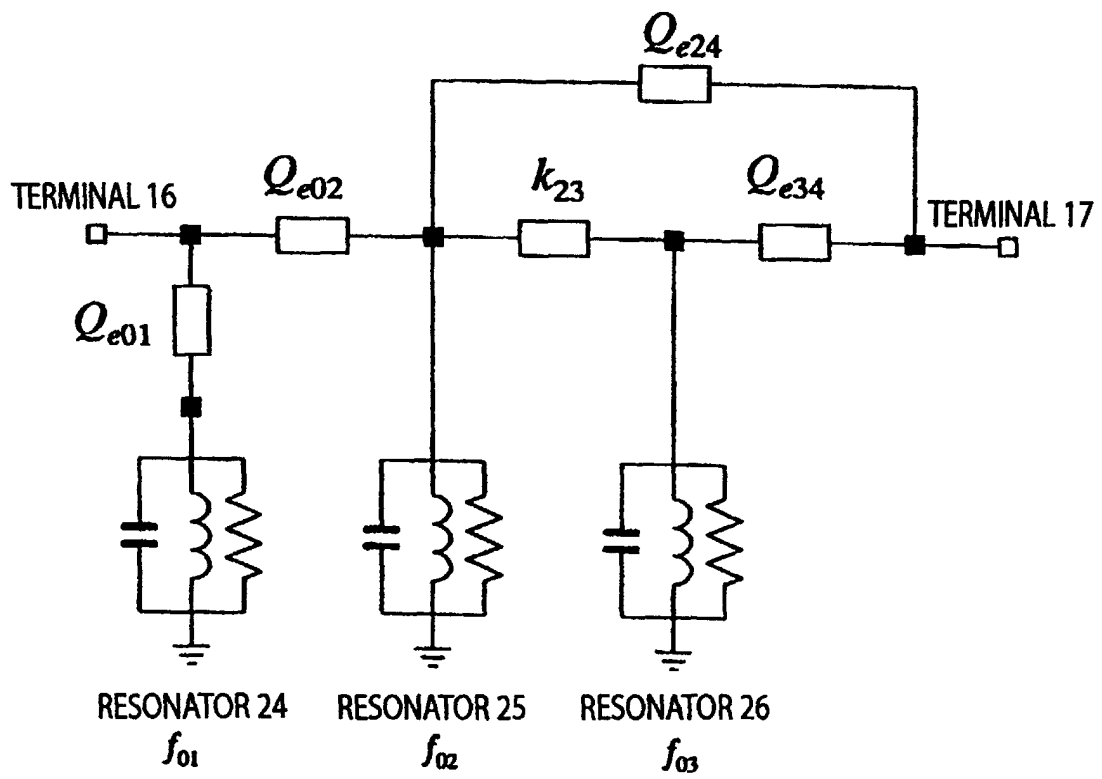 Qe24
Qe02
k23
Qe34
TERMINAL 16
TERMINAL 17
Qe01
RESONATOR 24
RESONATOR 25
RESONATOR 26
f01
f02
f03